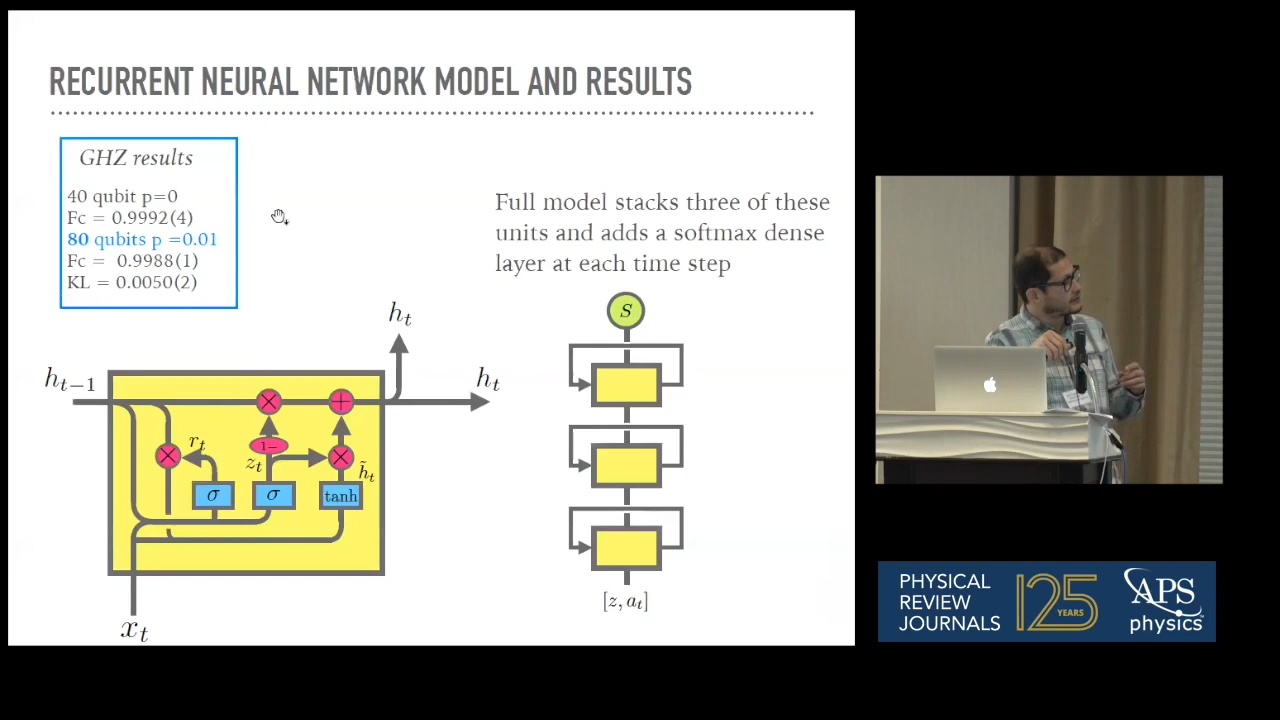 RECURRENT NEURAL NETWORK MODEL AND RESULTS
GHZ results
40 qubit p=0
Fc = 0.9992(4)
80 qubits p =0.01
Fc =  0.9988(1)
KL = 0.0050(2)
Full model stacks three of these
units and adds a softmax dense
layer at each time step
S
[z, a_t]
h_t
h_{t−1}
h_t
×
+
×
r_t
1−
z_t
×
h̃_t
σ
σ
tanh
x_t
PHYSICAL
REVIEW
JOURNALS
125
YEARS
APS
physics